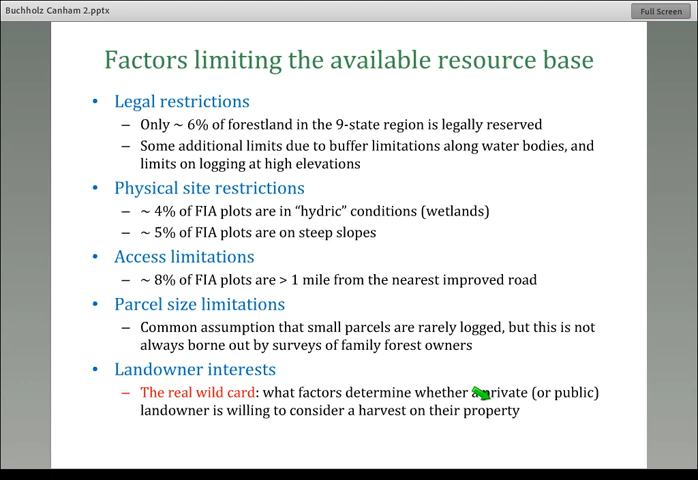 Buchholz Canham 2.pptx
Full Screen
Factors limiting the available resource base
• Legal restrictions
– Only ~ 6% of forestland in the 9-state region is legally reserved
– Some additional limits due to buffer limitations along water bodies, and
limits on logging at high elevations
• Physical site restrictions
– ~ 4% of FIA plots are in “hydric” conditions (wetlands)
– ~ 5% of FIA plots are on steep slopes
• Access limitations
– ~ 8% of FIA plots are > 1 mile from the nearest improved road
• Parcel size limitations
– Common assumption that small parcels are rarely logged, but this is not
always borne out by surveys of family forest owners
• Landowner interests
– The real wild card: what factors determine whether a private (or public)
landowner is willing to consider a harvest on their property